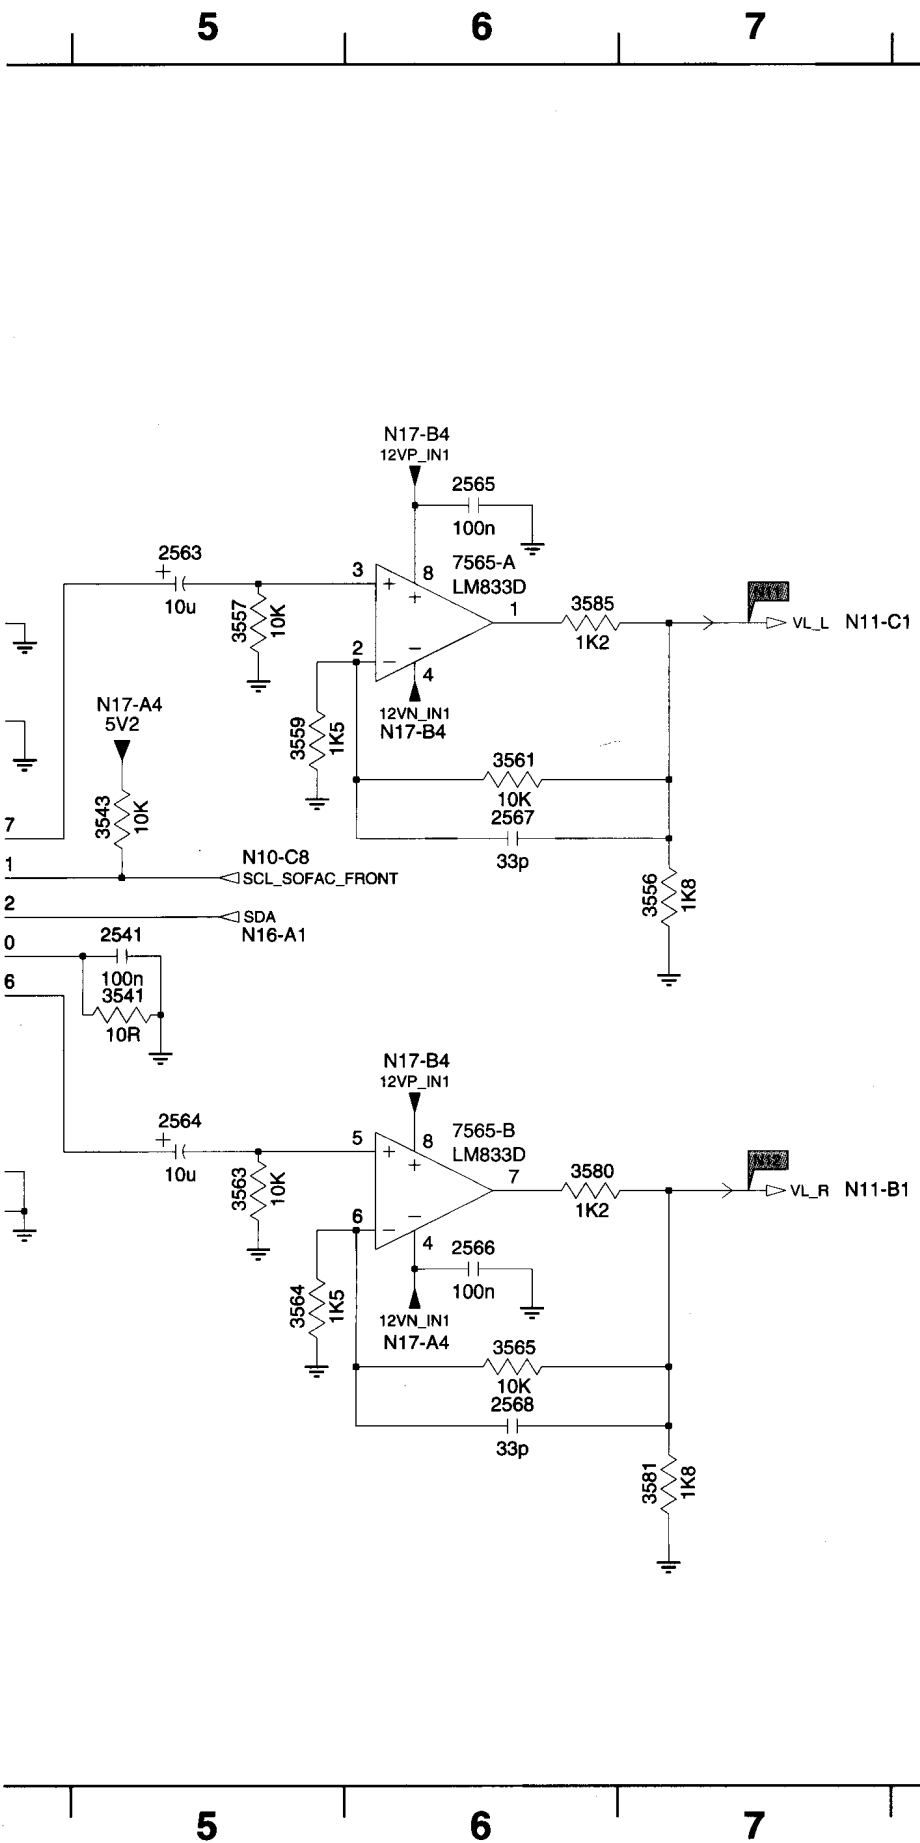 5 6 7
N17-B4
12VP_IN1
2565
100n
2563
+
10u
3557
10K
3
+
8
+
7565-A
LM833D
1
3585
1K2
VL_L N11-C1
2
−
−
4
12VN_IN1
N17-B4
3559
1K5
N17-A4
5V2
3543
10K
3561
10K
2567
33p
7
1
N10-C8
SCL_SOFAC_FRONT
3556
1K8
2
SDA
N16-A1
0
2541
100n
6
3541
10R
N17-B4
12VP_IN1
2564
+
10u
3563
10K
5
+
8
+
7565-B
LM833D
7
3580
1K2
N12
VL_R N11-B1
6
−
−
4
2566
100n
3564
1K5
12VN_IN1
N17-A4
3565
10K
2568
33p
3581
1K8
5 6 7